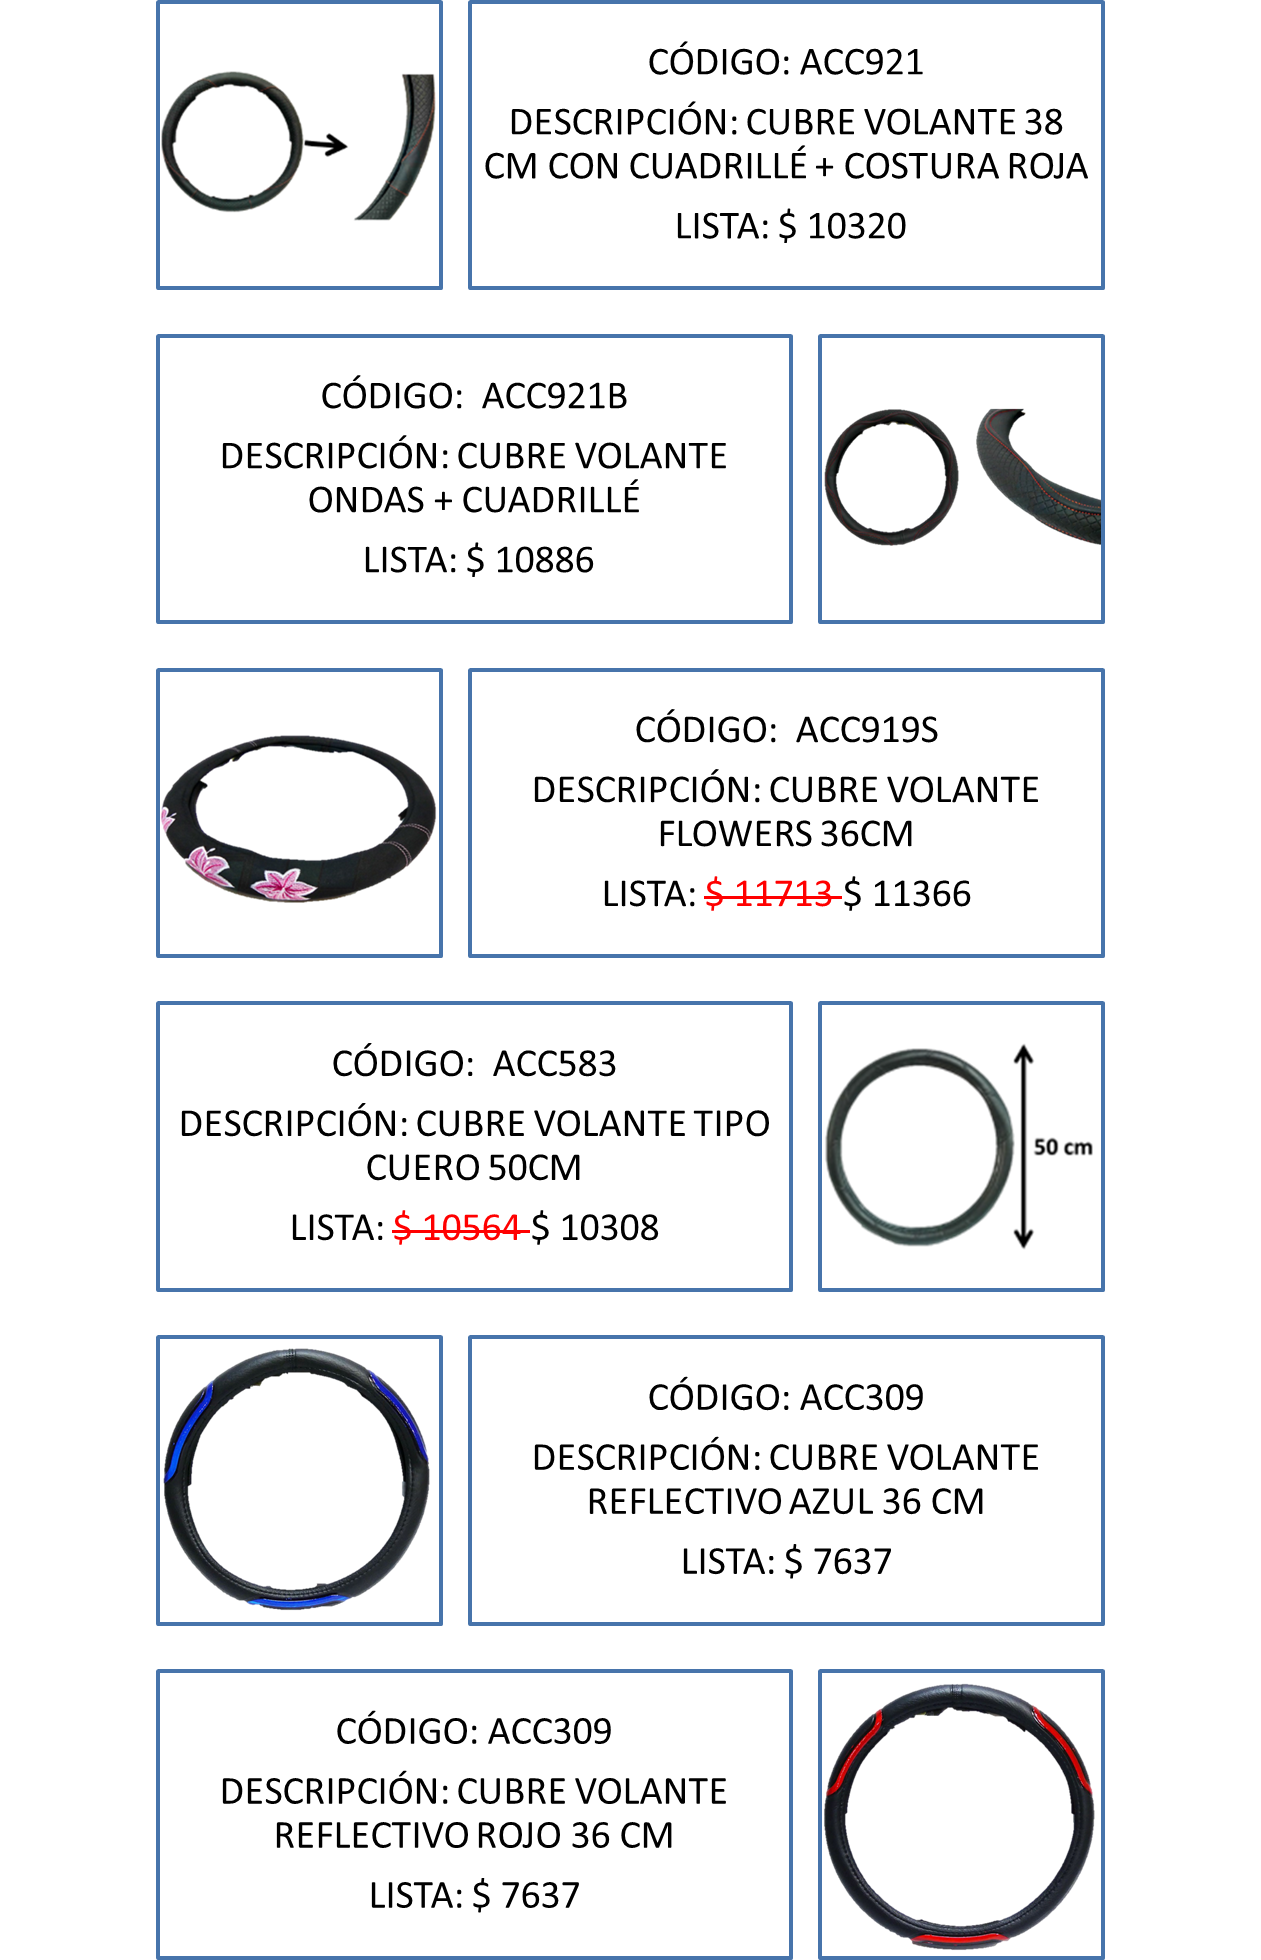 CÓDIGO: ACC921
DESCRIPCIÓN: CUBRE VOLANTE 38
CM CON CUADRILLÉ + COSTURA ROJA
LISTA: $ 10320
CÓDIGO: ACC921B
DESCRIPCIÓN: CUBRE VOLANTE
ONDAS + CUADRILLÉ
LISTA: $ 10886
CÓDIGO: ACC919S
DESCRIPCIÓN: CUBRE VOLANTE
FLOWERS 36CM
LISTA: $ 11713 $ 11366
CÓDIGO: ACC583
DESCRIPCIÓN: CUBRE VOLANTE TIPO
CUERO 50CM
LISTA: $ 10564 $ 10308
50 cm
CÓDIGO: ACC309
DESCRIPCIÓN: CUBRE VOLANTE
REFLECTIVO AZUL 36 CM
LISTA: $ 7637
CÓDIGO: ACC309
DESCRIPCIÓN: CUBRE VOLANTE
REFLECTIVO ROJO 36 CM
LISTA: $ 7637